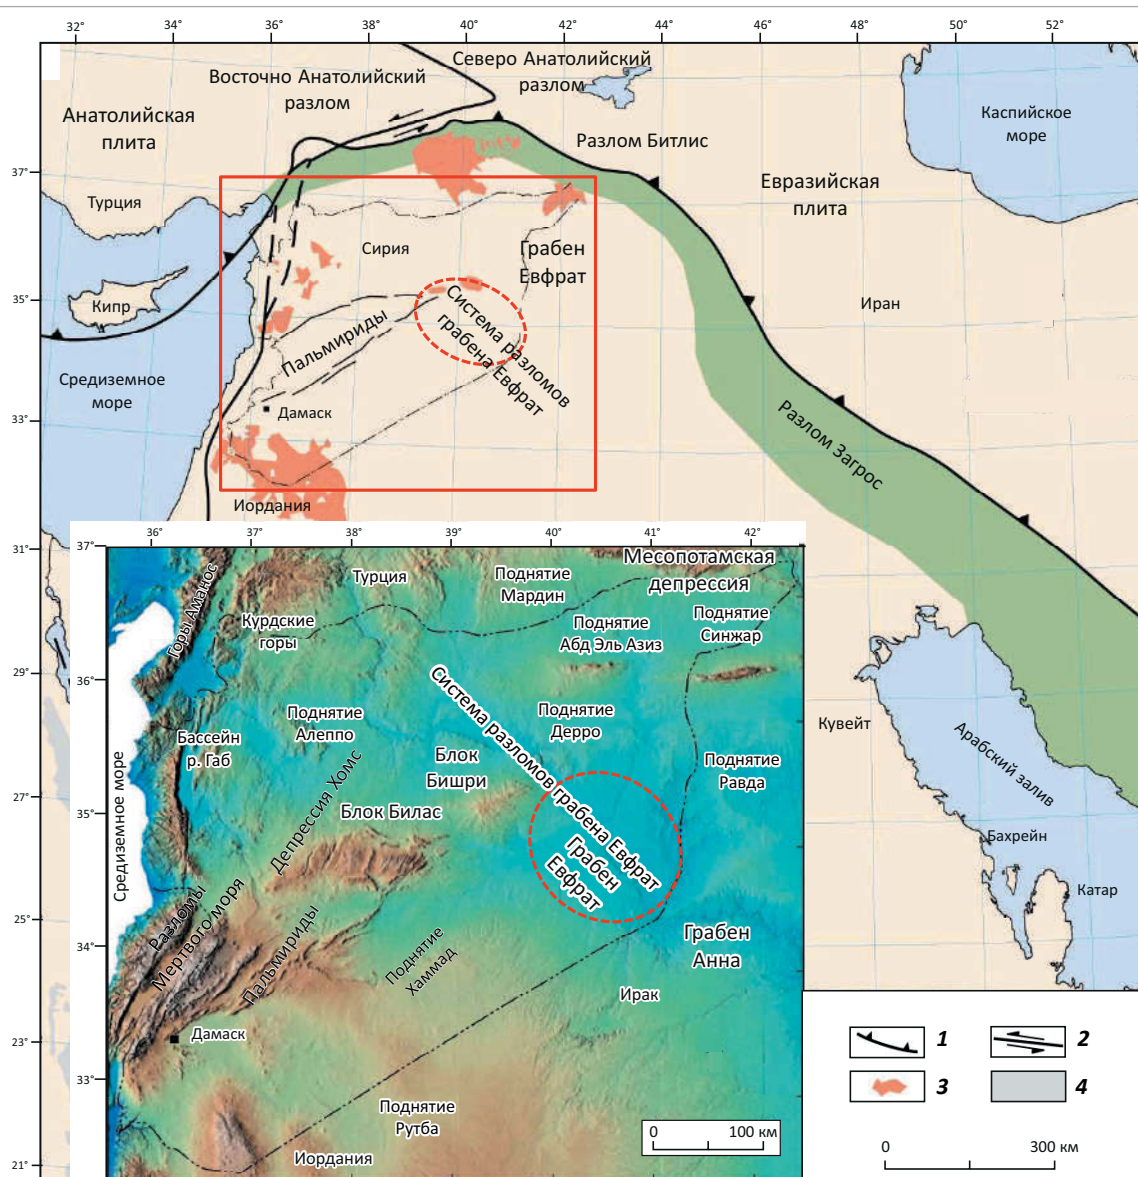 32° 34° 36° 38° 40° 42° 44° 46° 48° 50° 52°
Северо Анатолийский
разлом
Восточно Анатолийский
разлом
Анатолийская
плита
Каспийское
море
Разлом Битлис
37°
Евразийская
плита
Турция
Сирия
Грабен
Евфрат
35°
Кипр
Иран
Система разломов
грабена Евфрат
Пальмириды
Средиземное
море
Дамаск
33°
Разлом Загрос
Иордания
31°
29°
27°
25°
23°
21°
Кувейт
Арабский залив
Бахрейн
Катар
36° 37° 38° 39° 40° 41° 42°
37°
36°
35°
34°
33°
Месопотамская
депрессия
Турция
Поднятие
Мардин
Горы Аманос
Курдские
горы
Поднятие
Абд Эль Азиз
Поднятие
Синжар
Система разломов грабена Евфрат
Поднятие
Алеппо
Поднятие
Дерро
Бассейн
р. Габ
Блок
Бишри
Поднятие
Равда
Средиземное море
Депрессия Хомс
Блок Билас
Грабен
Евфрат
Разломы
Мертвого моря
Пальмириды
Поднятие
Хаммад
Грабен
Анна
Ирак
Дамаск
Поднятие
Рутба
Иордания
0 100 км
1
2
3
4
0 300 км